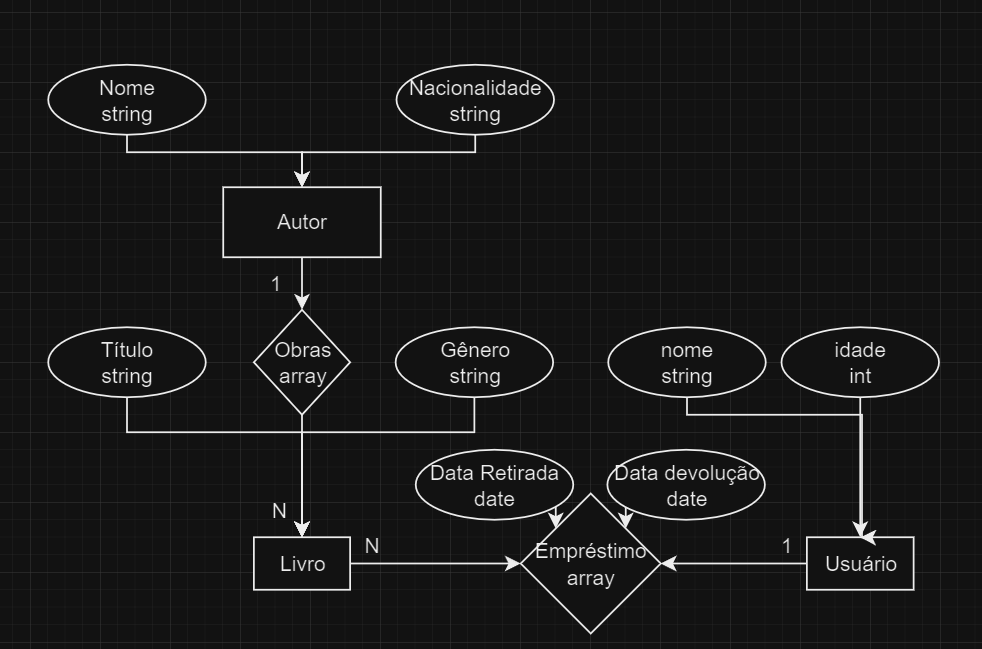 Nome
string
Nacionalidade
string
Autor
1
Obras
array
Título
string
Gênero
string
nome
string
idade
int
Data Retirada
date
Data devolução
date
N
Livro
N
Empréstimo
array
1
Usuário